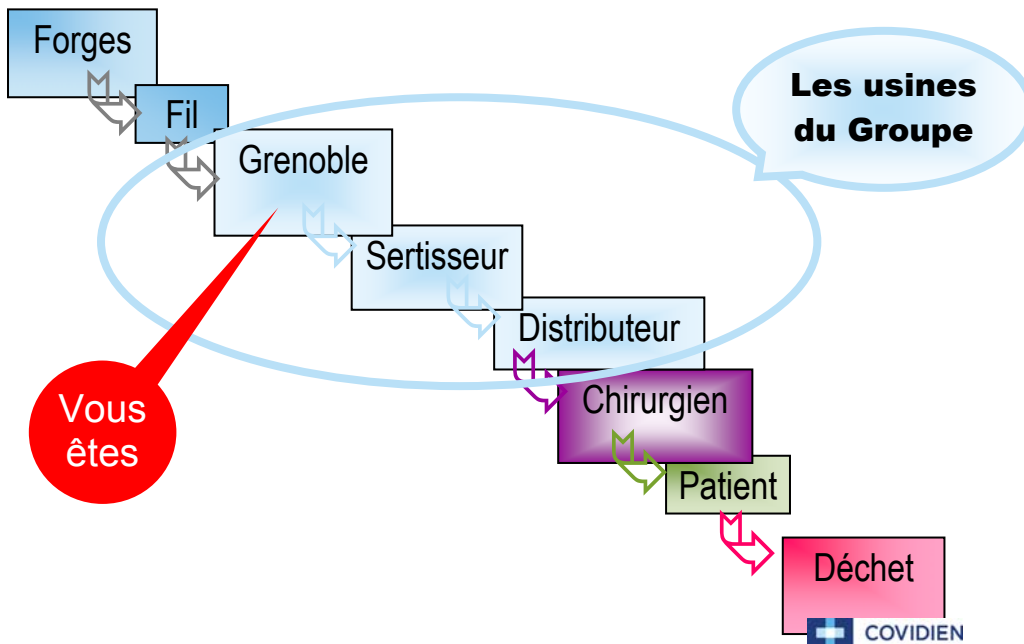 Forges
Fil
Grenoble
Sertisseur
Distributeur
Chirurgien
Patient
Déchet
Les usines
du Groupe
Vous
êtes
COVIDIEN